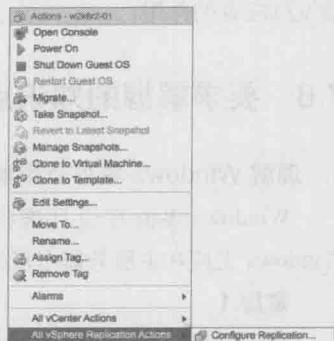 Actions - w2k8r2-01
Open Console
Power On
Shut Down Guest OS
Restart Guest OS
Migrate...
Take Snapshot...
Revert to Latest Snapshot
Manage Snapshots...
Clone to Virtual Machine...
Clone to Template...
Edit Settings...
Move To...
Rename...
Assign Tag...
Remove Tag
Alarms
All vCenter Actions
All vSphere Replication Actions
Configure Replication...